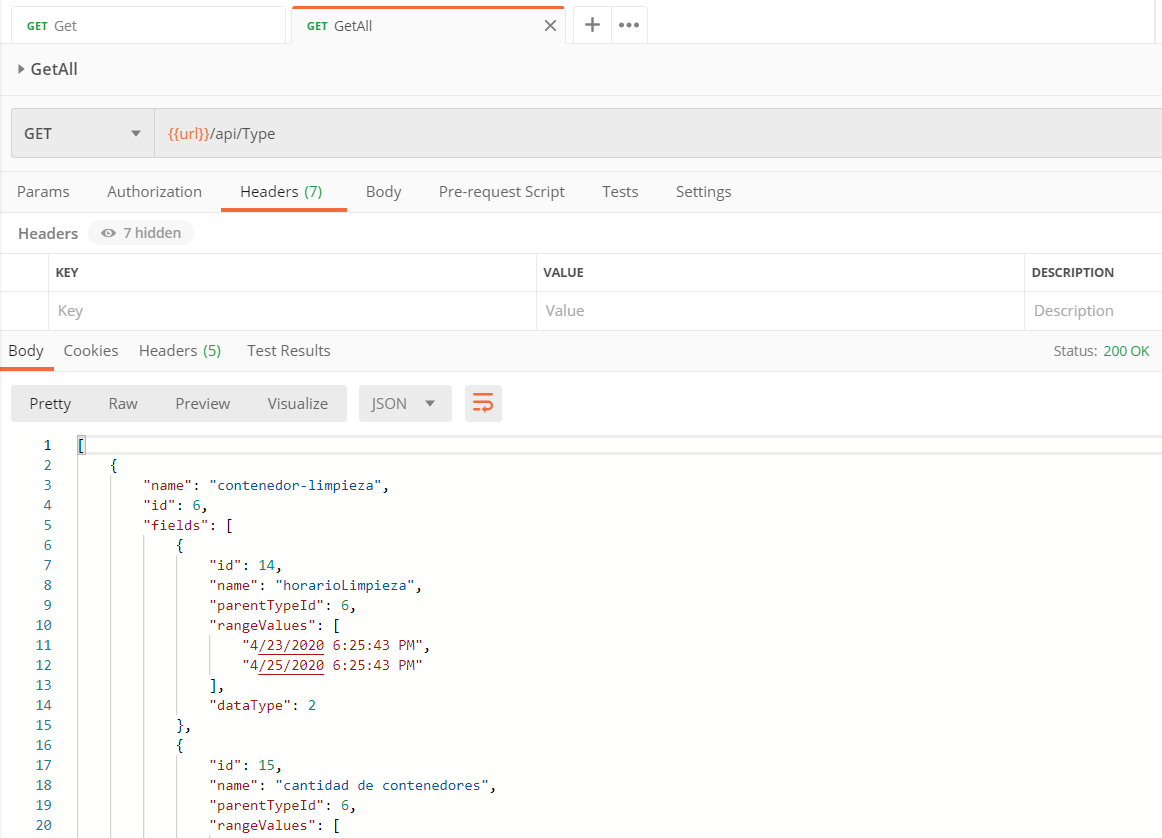 GET Get GET GetAll
GetAll
GET {{url}}/api/Type
Params Authorization Headers (7) Body Pre-request Script Tests Settings
Headers 7 hidden
KEY VALUE DESCRIPTION
Key Value Description
Body Cookies Headers (5) Test Results Status: 200 OK
Pretty Raw Preview Visualize JSON
1 [
2 {
3 "name": "contenedor-limpieza",
4 "id": 6,
5 "fields": [
6 {
7 "id": 14,
8 "name": "horarioLimpieza",
9 "parentTypeId": 6,
10 "rangeValues": [
11 "4/23/2020 6:25:43 PM",
12 "4/25/2020 6:25:43 PM"
13 ],
14 "dataType": 2
15 },
16 {
17 "id": 15,
18 "name": "cantidad de contenedores",
19 "parentTypeId": 6,
20 "rangeValues": [